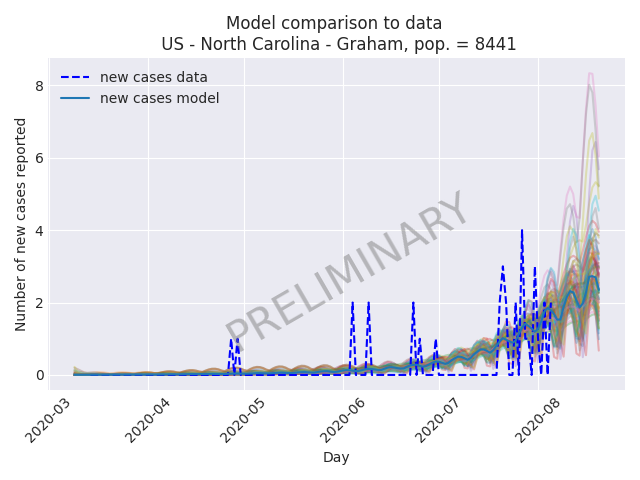 Model comparison to data
US - North Carolina - Graham, pop. = 8441
new cases data
new cases model
Number of new cases reported
8
6
4
2
0
PRELIMINARY
2020-03
2020-04
2020-05
2020-06
2020-07
2020-08
Day